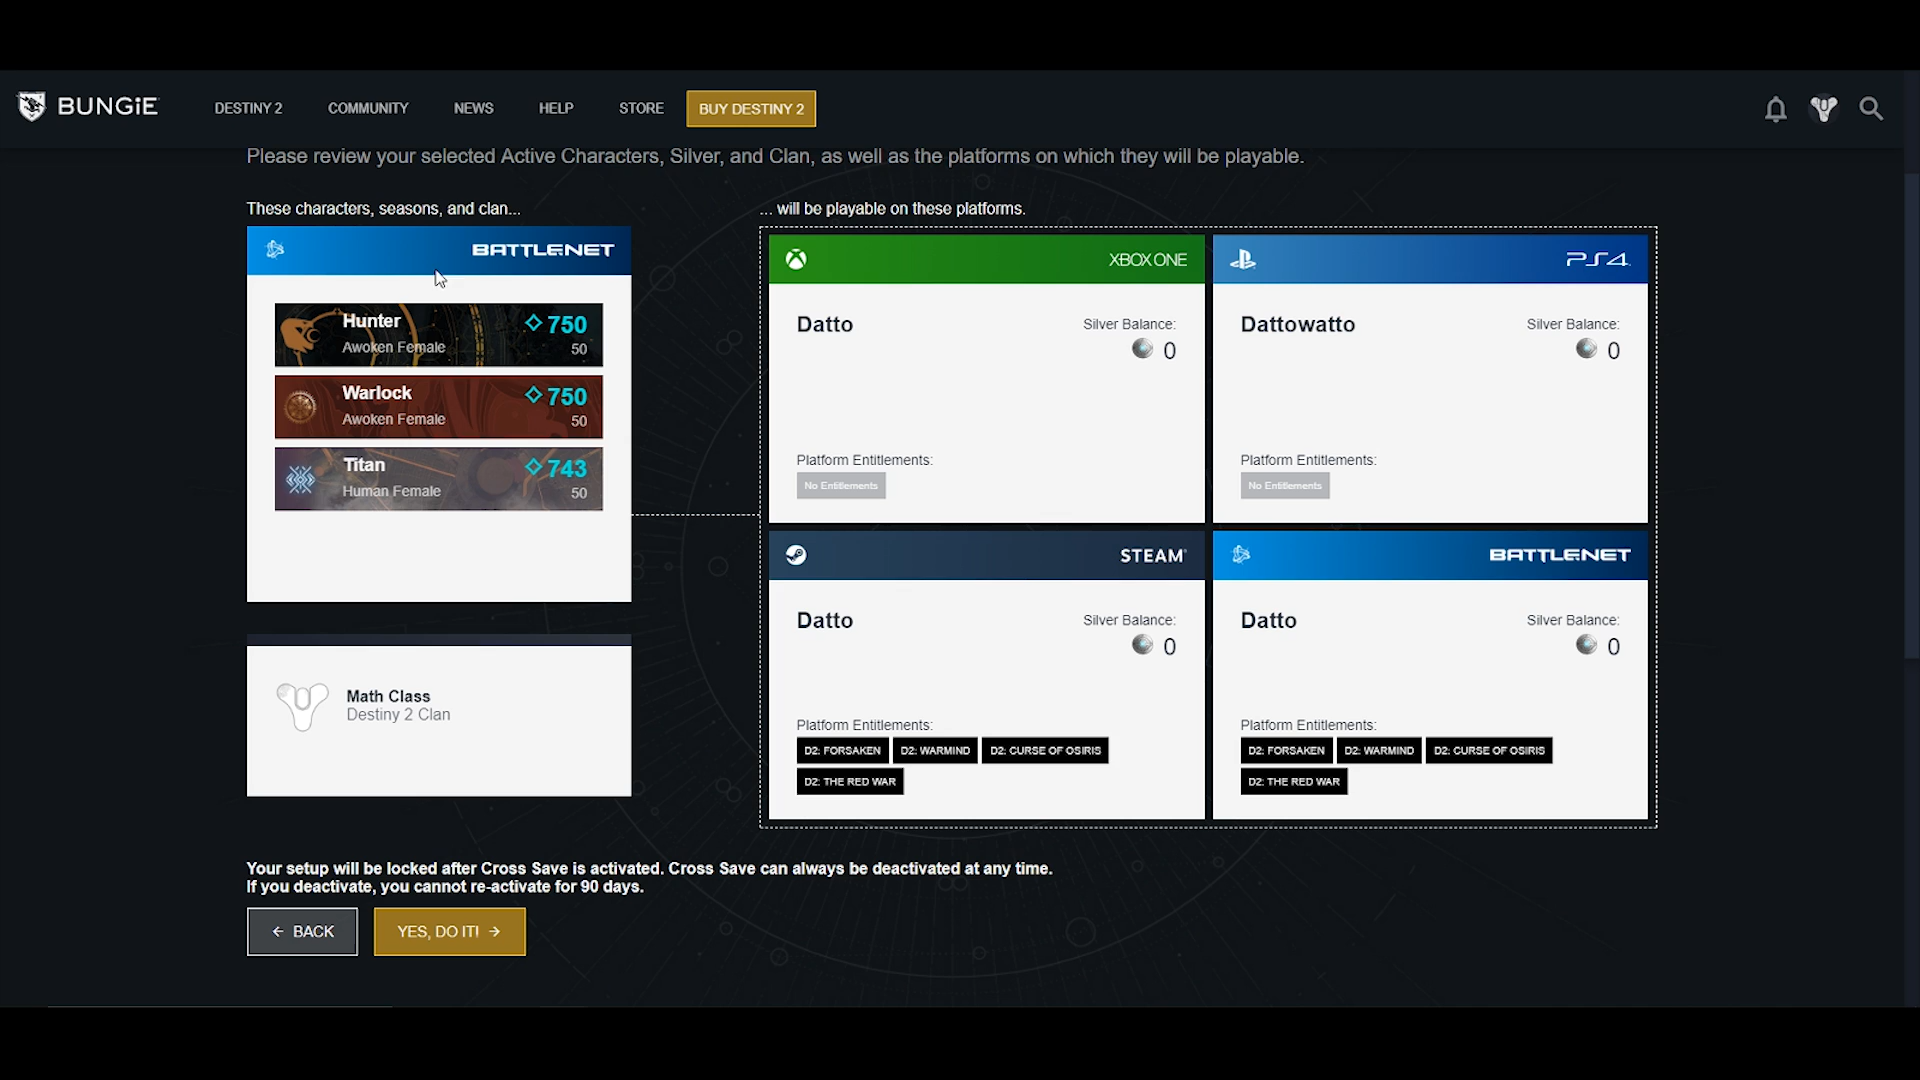 BUNGiE
DESTINY 2
COMMUNITY
NEWS
HELP
STORE
BUY DESTINY 2
Please review your selected Active Characters, Silver, and Clan, as well as the platforms on which they will be playable.
These characters, seasons, and clan...
BATTLE.NET
Hunter
750
Awoken Female
50
Warlock
750
Awoken Female
50
Titan
743
Human Female
50
Math Class
Destiny 2 Clan
... will be playable on these platforms.
XBOX ONE
Datto
Silver Balance:
0
Platform Entitlements:
No Entitlements
PS4
Dattowatto
Silver Balance:
0
Platform Entitlements:
No Entitlements
STEAM®
Datto
Silver Balance:
0
Platform Entitlements:
D2: FORSAKEN D2: WARMIND D2: CURSE OF OSIRIS
D2: THE RED WAR
BATTLE.NET
Datto
Silver Balance:
0
Platform Entitlements:
D2: FORSAKEN D2: WARMIND D2: CURSE OF OSIRIS
D2: THE RED WAR
Your setup will be locked after Cross Save is activated. Cross Save can always be deactivated at any time.
If you deactivate, you cannot re-activate for 90 days.
← BACK
YES, DO IT! →